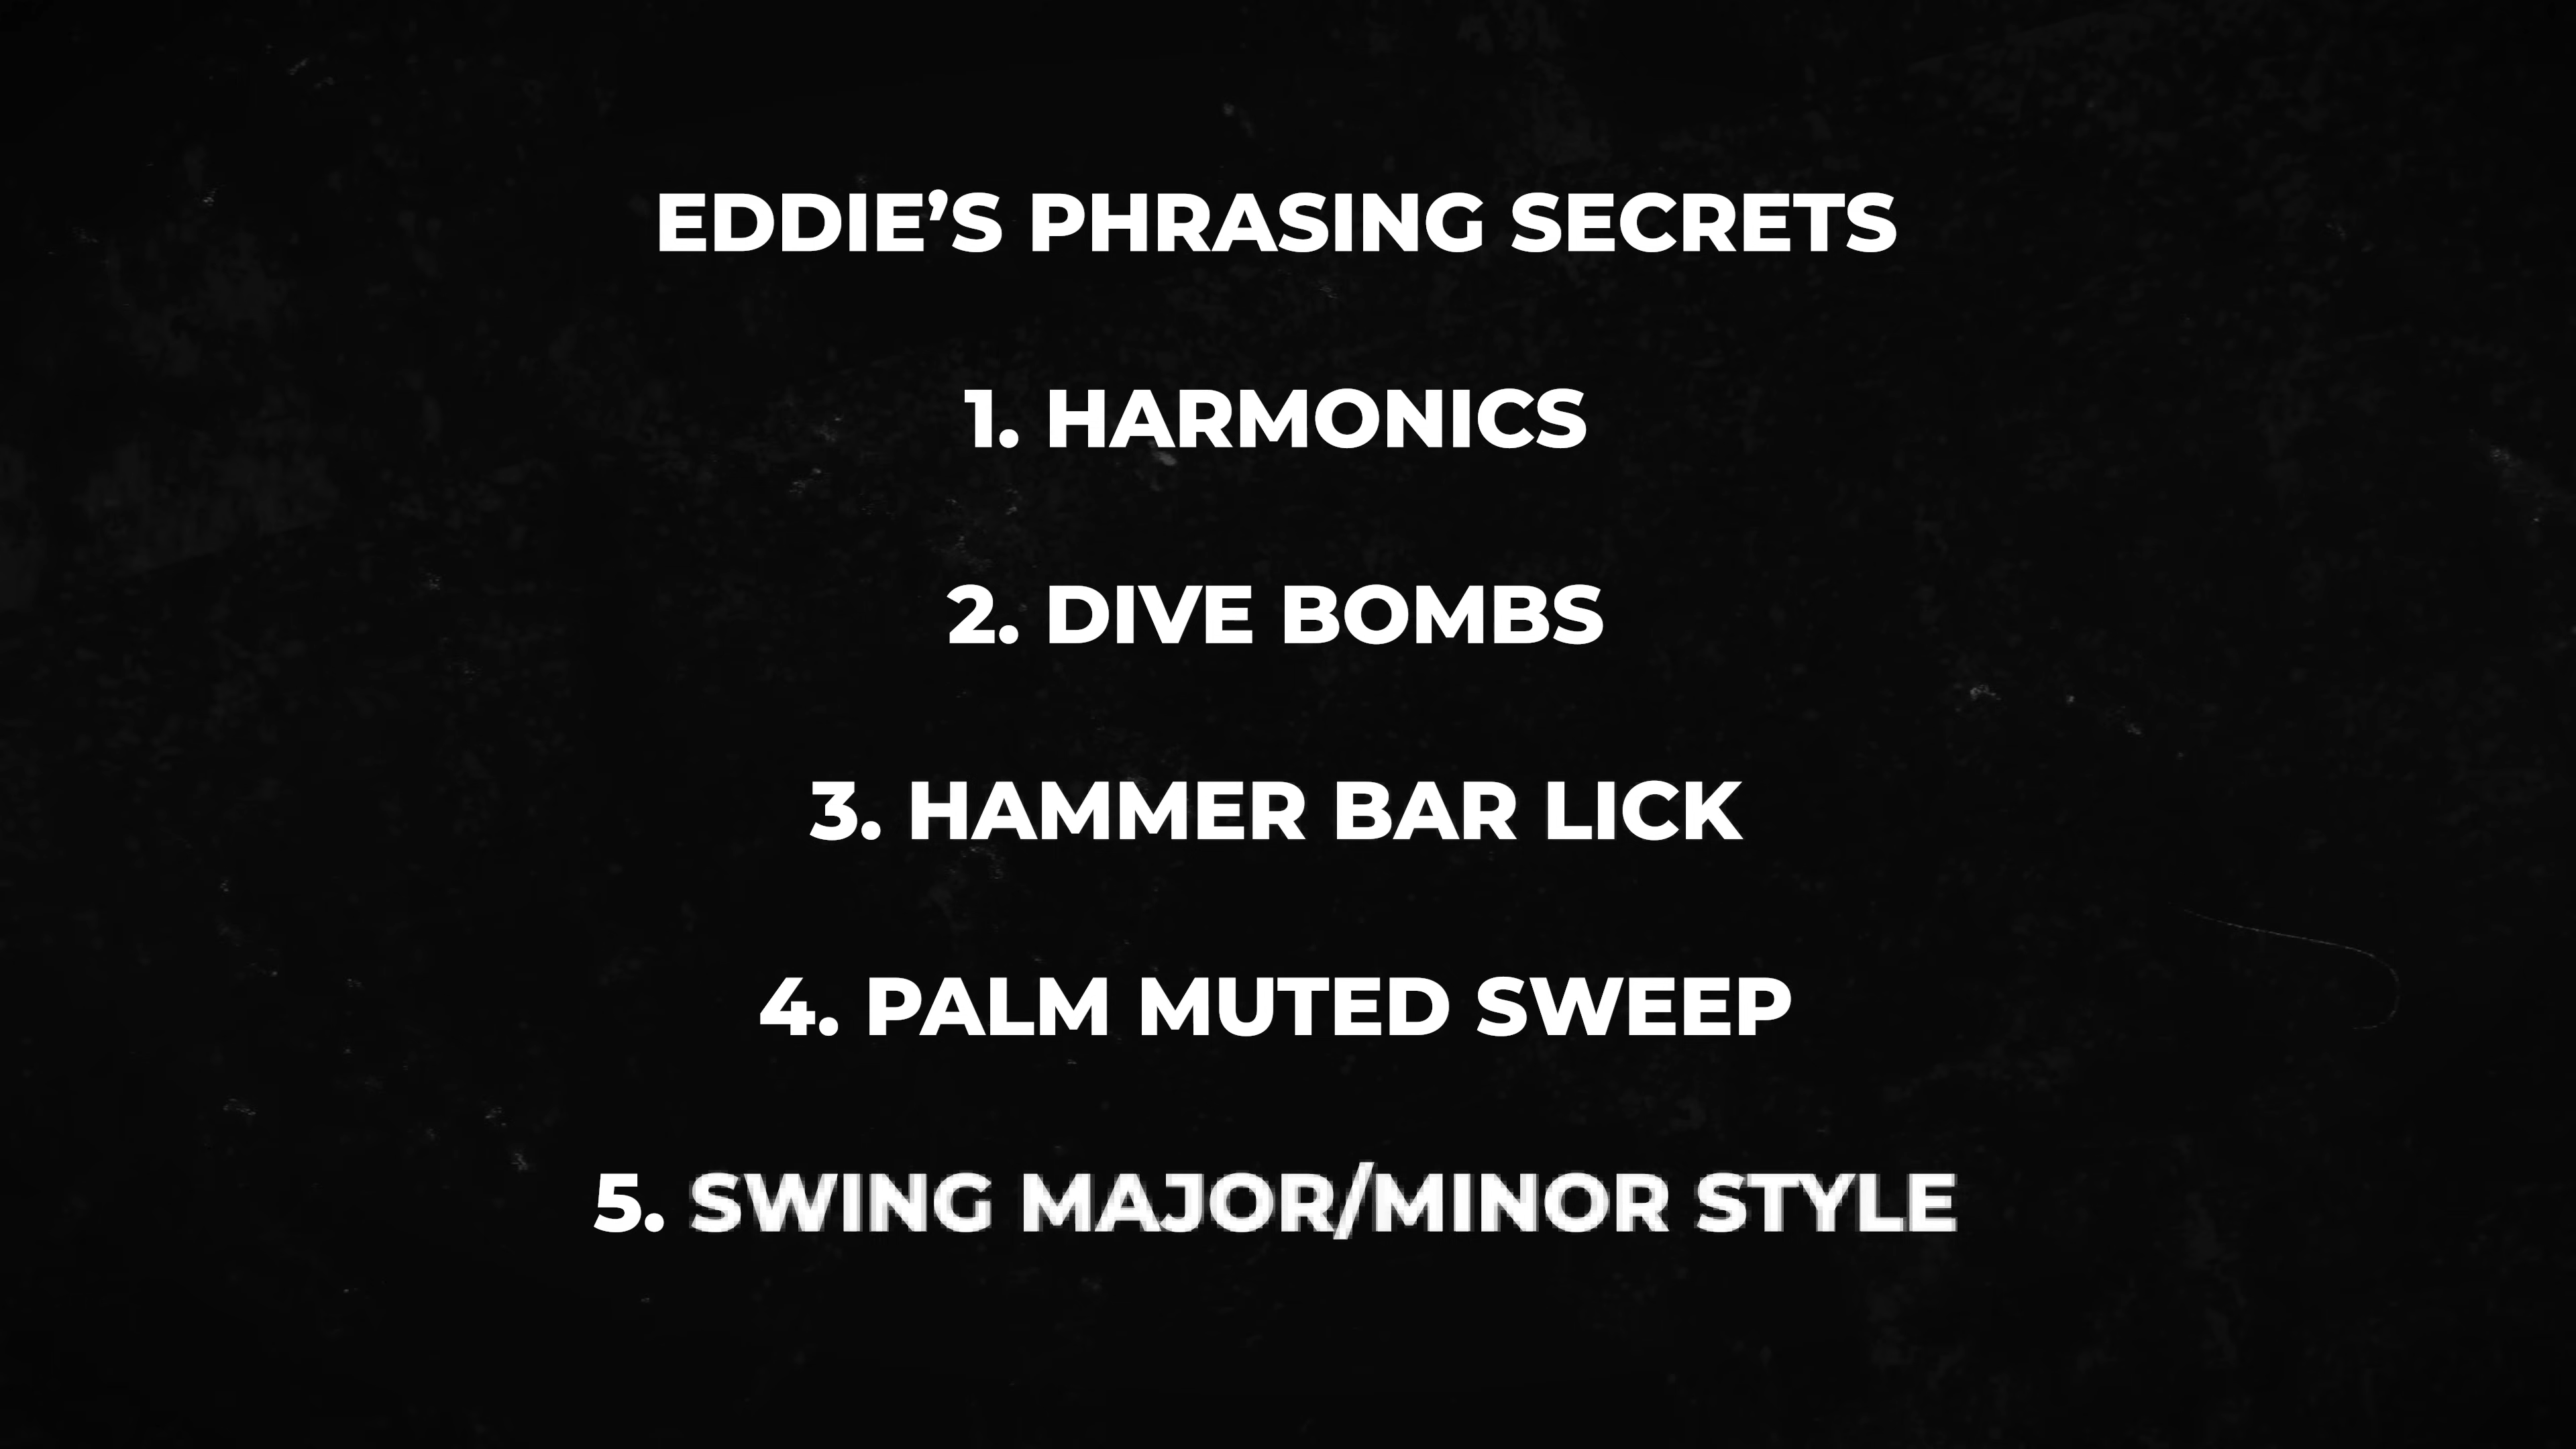 EDDIE’S PHRASING SECRETS
1. HARMONICS
2. DIVE BOMBS
3. HAMMER BAR LICK
4. PALM MUTED SWEEP
5. SWING MAJOR/MINOR STYLE